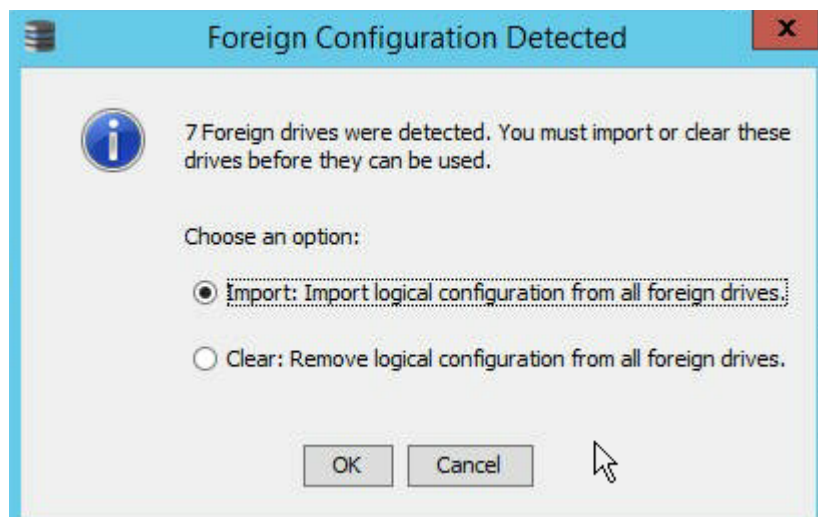 Foreign Configuration Detected
x
7 Foreign drives were detected. You must import or clear these
drives before they can be used.
Choose an option:
Import: Import logical configuration from all foreign drives.
Clear: Remove logical configuration from all foreign drives.
OK Cancel